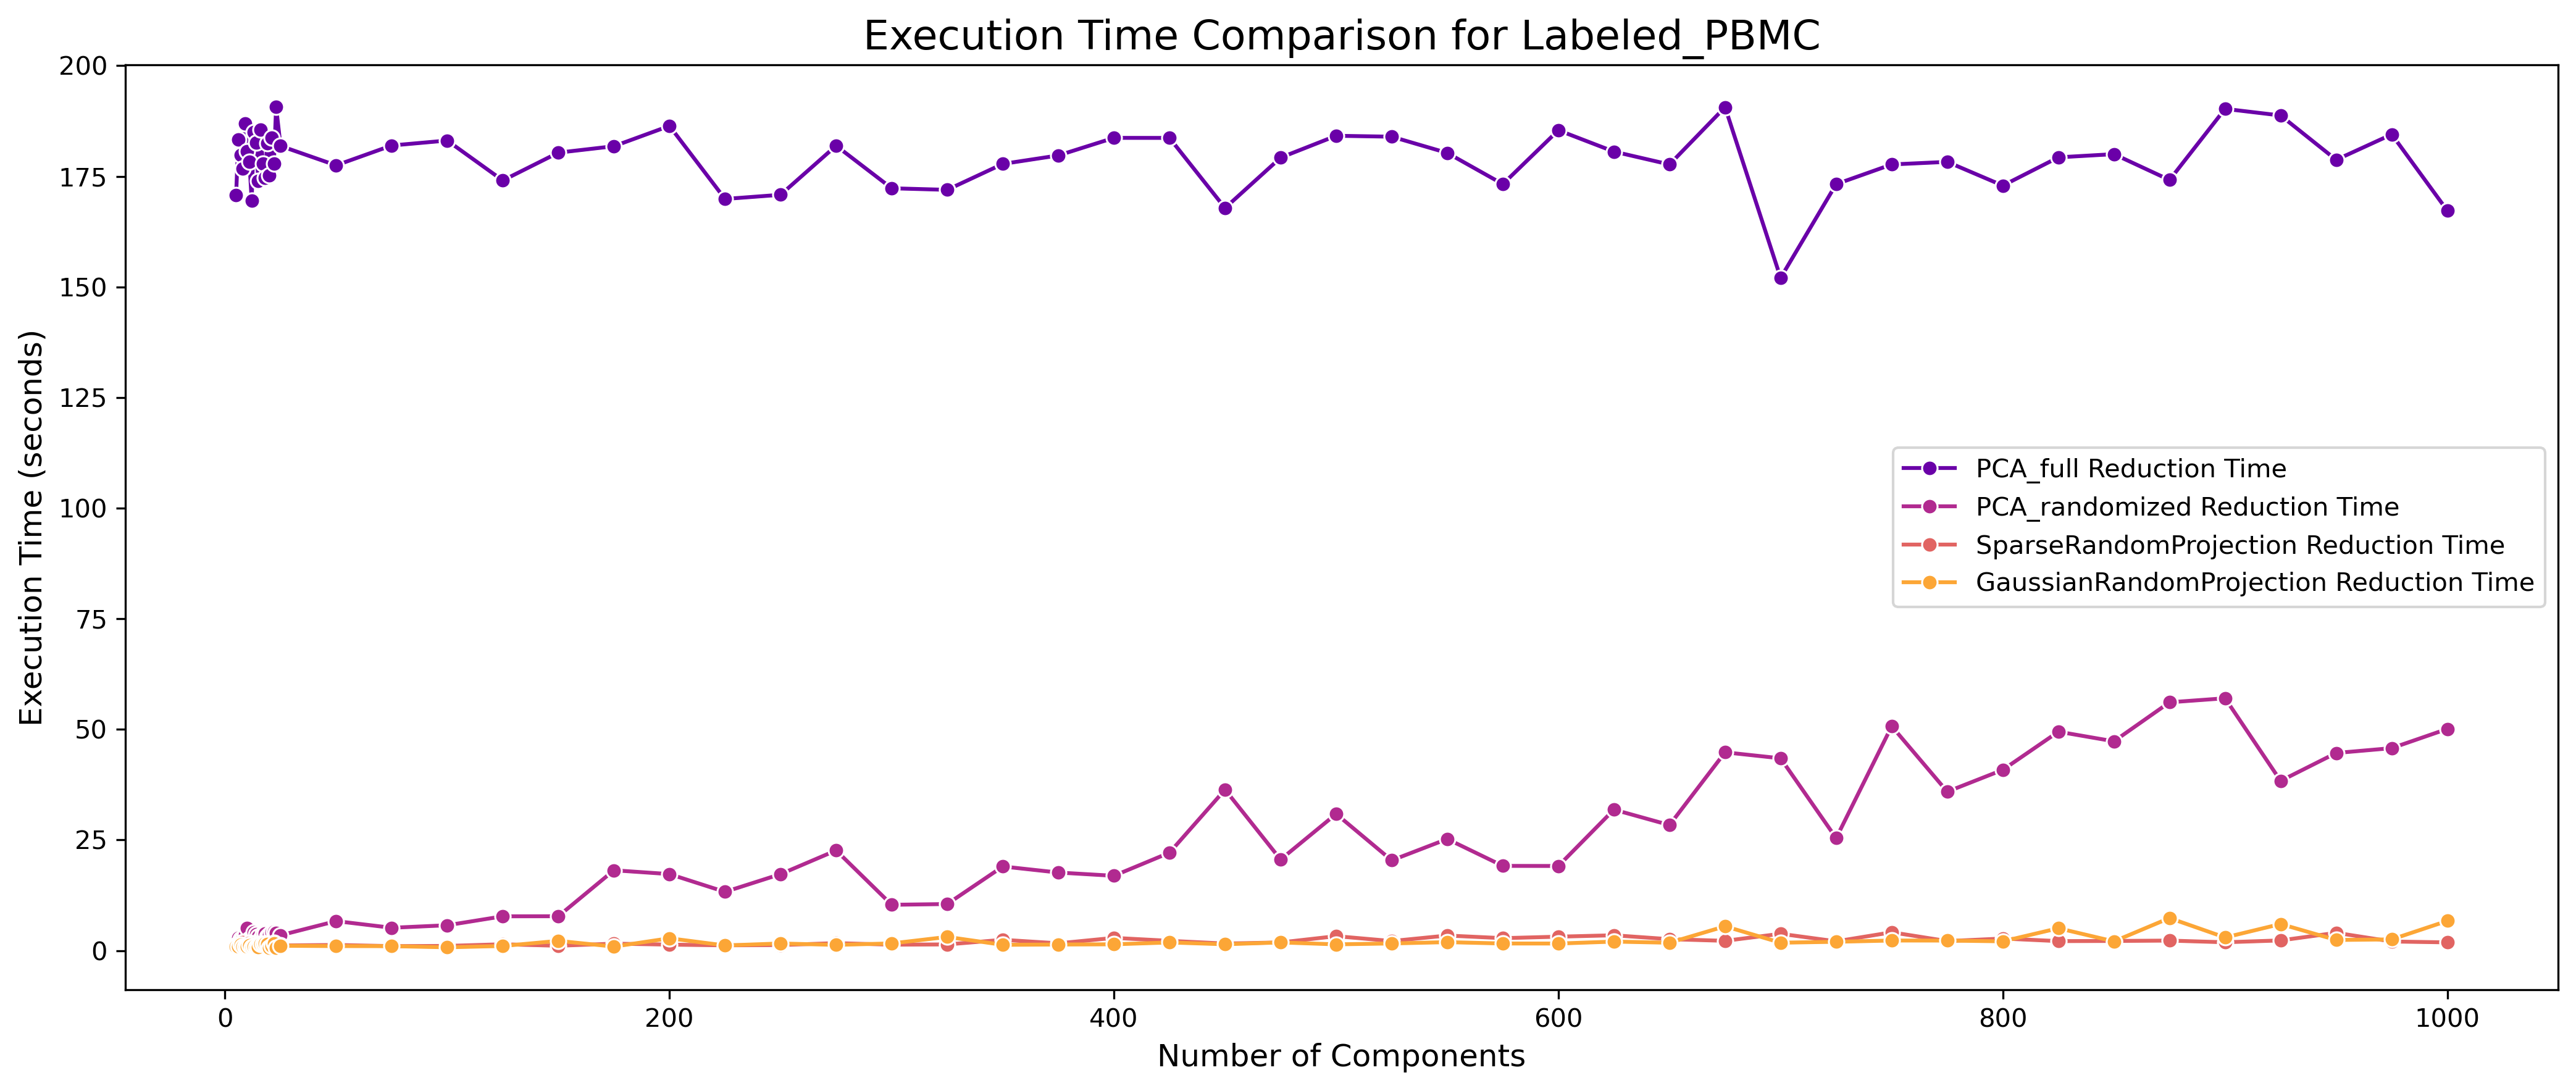 Execution Time Comparison for Labeled_PBMC
Execution Time (seconds)
200
175
150
125
100
75
50
25
0
PCA_full Reduction Time
PCA_randomized Reduction Time
SparseRandomProjection Reduction Time
GaussianRandomProjection Reduction Time
0 200 400 600 800 1000
Number of Components